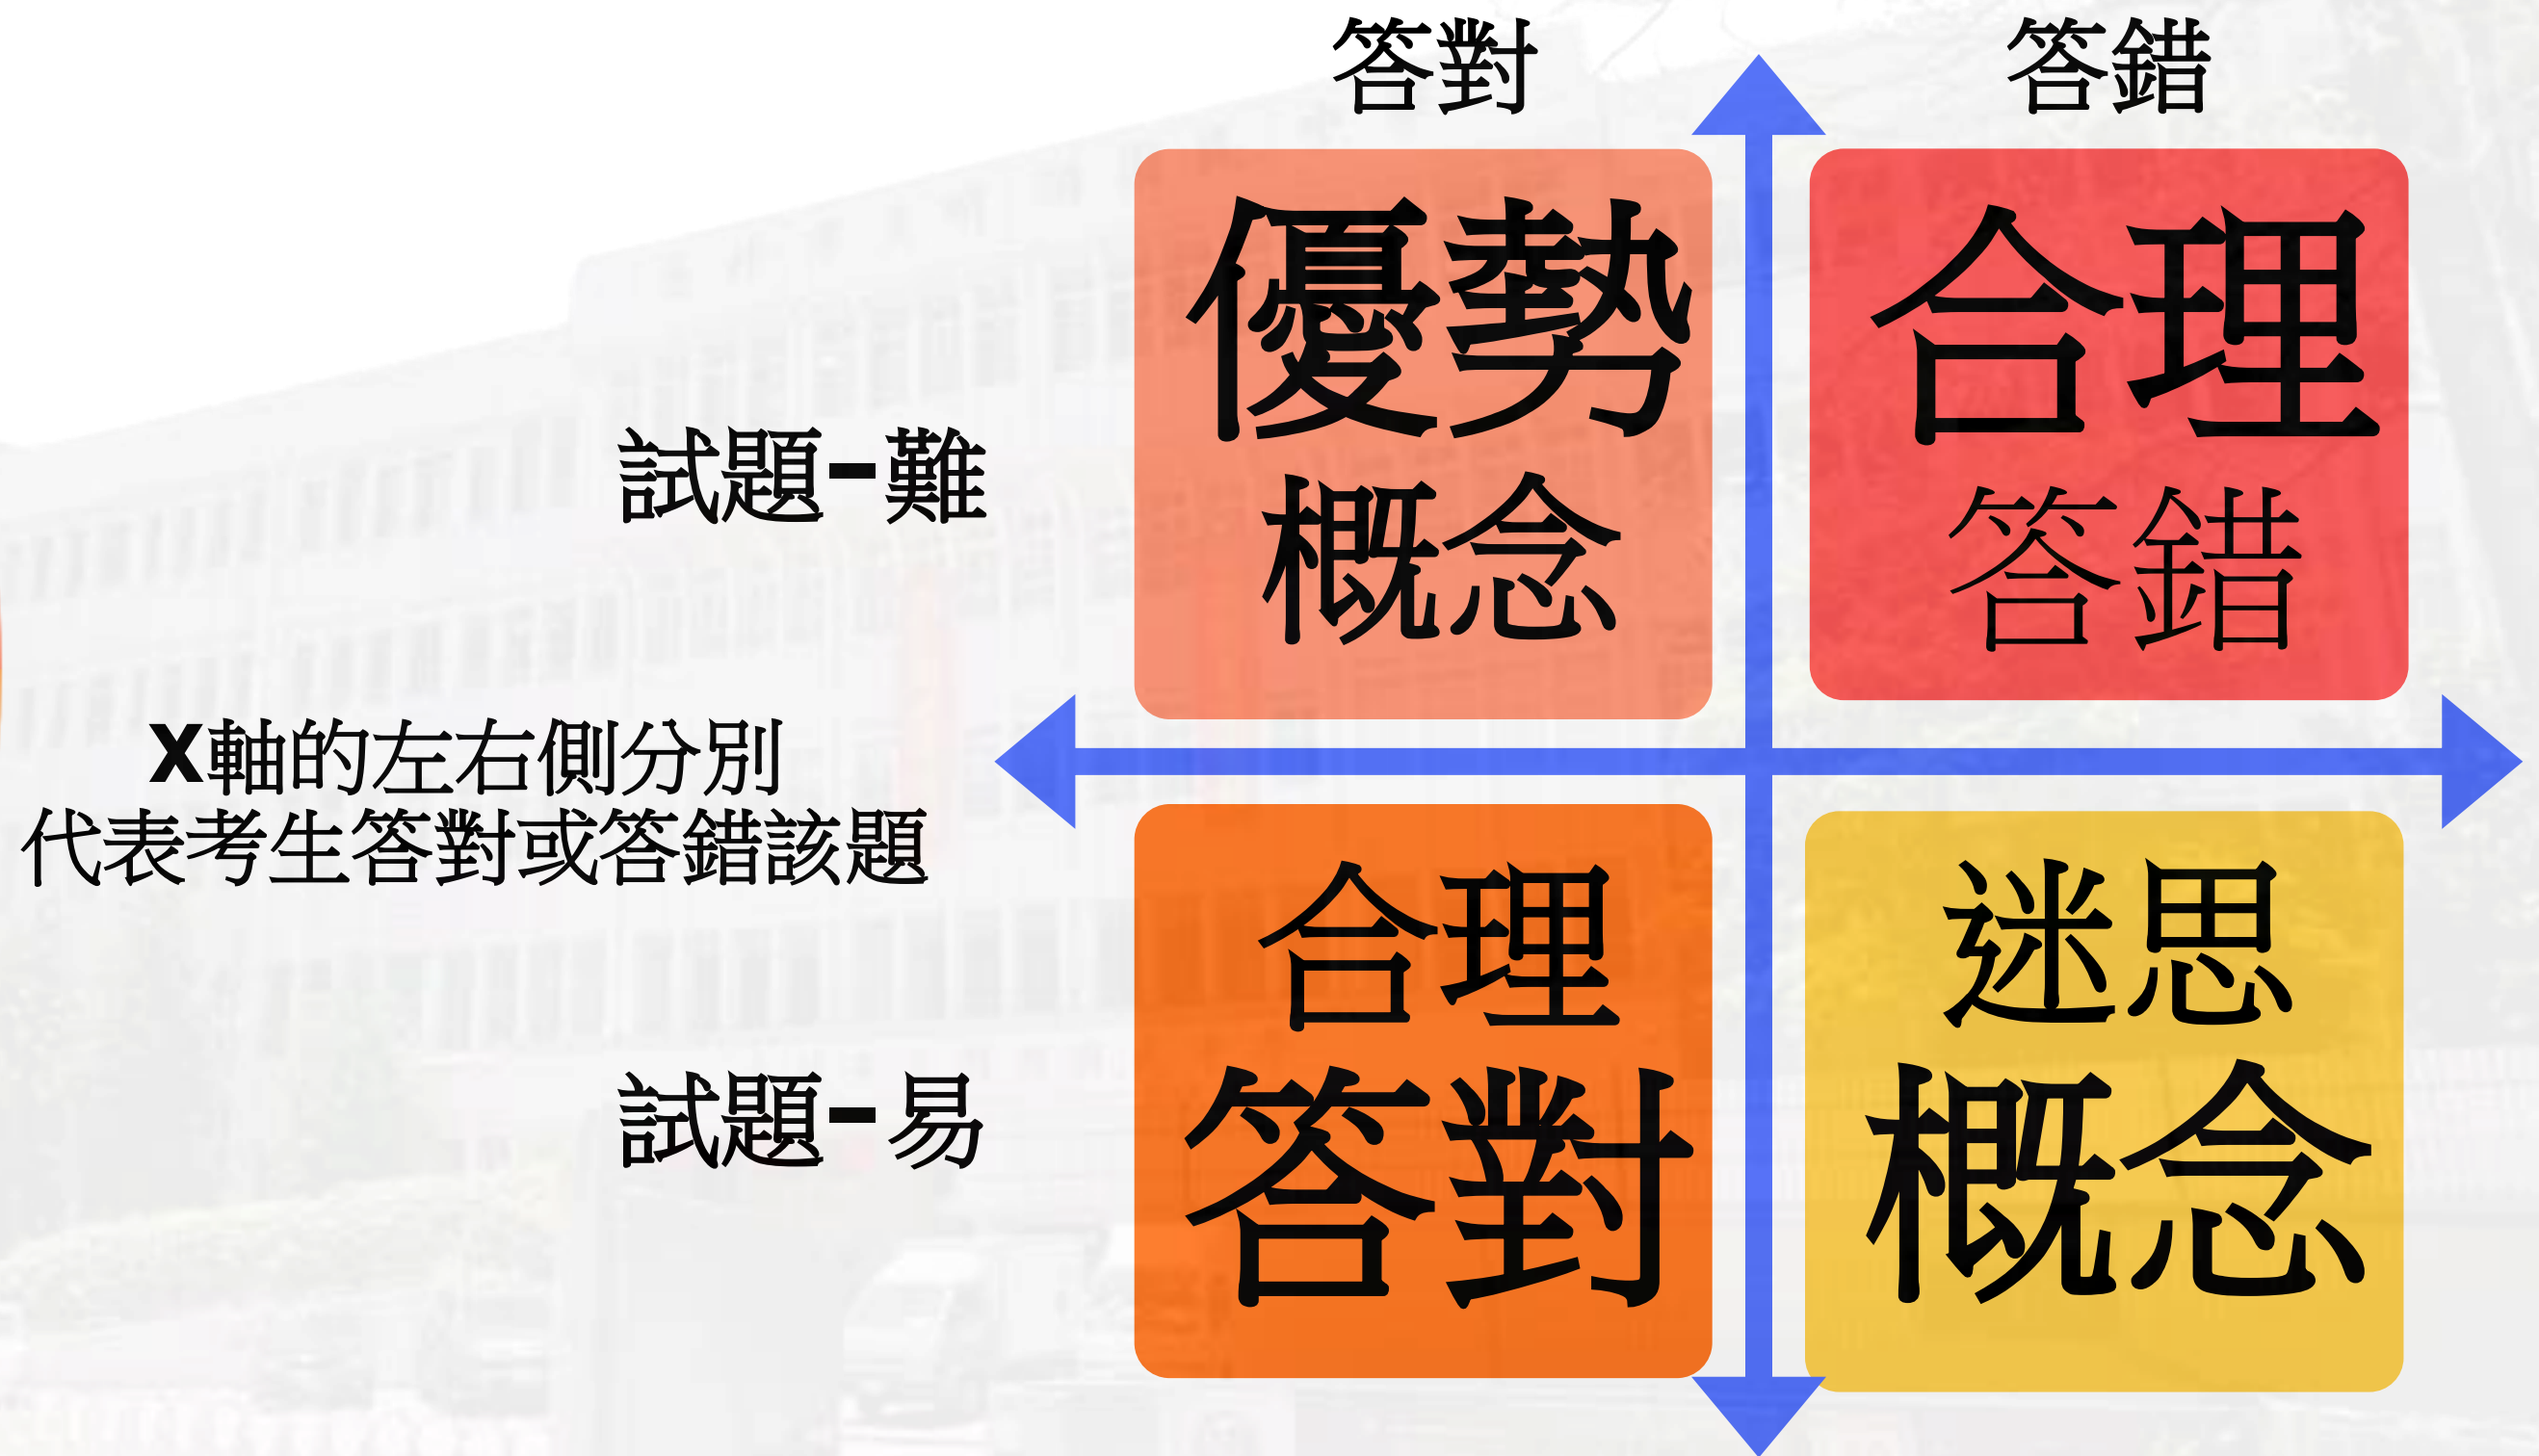 答對
答錯
優勢
概念
合理
答錯
試題-難
X軸的左右側分別
代表考生答對或答錯該題
合理
答對
迷思
概念
試題-易